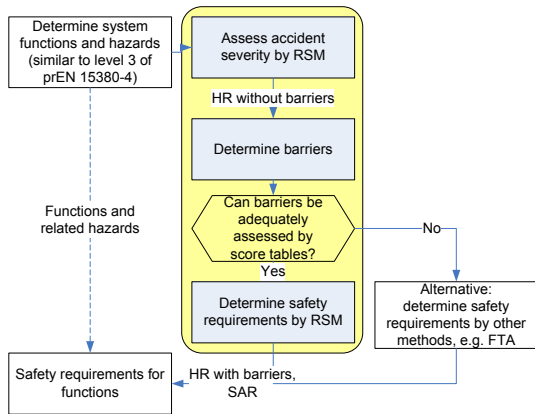 Determine system
functions and hazards
(similar to level 3 of
prEN 15380-4)
Assess accident
severity by RSM
HR without barriers
Determine barriers
Can barriers be
adequately
assessed by
score tables?
No
Yes
Functions and
related hazards
Determine safety
requirements by RSM
Alternative:
determine safety
requirements by other
methods, e.g. FTA
HR with barriers,
SAR
Safety requirements for
functions